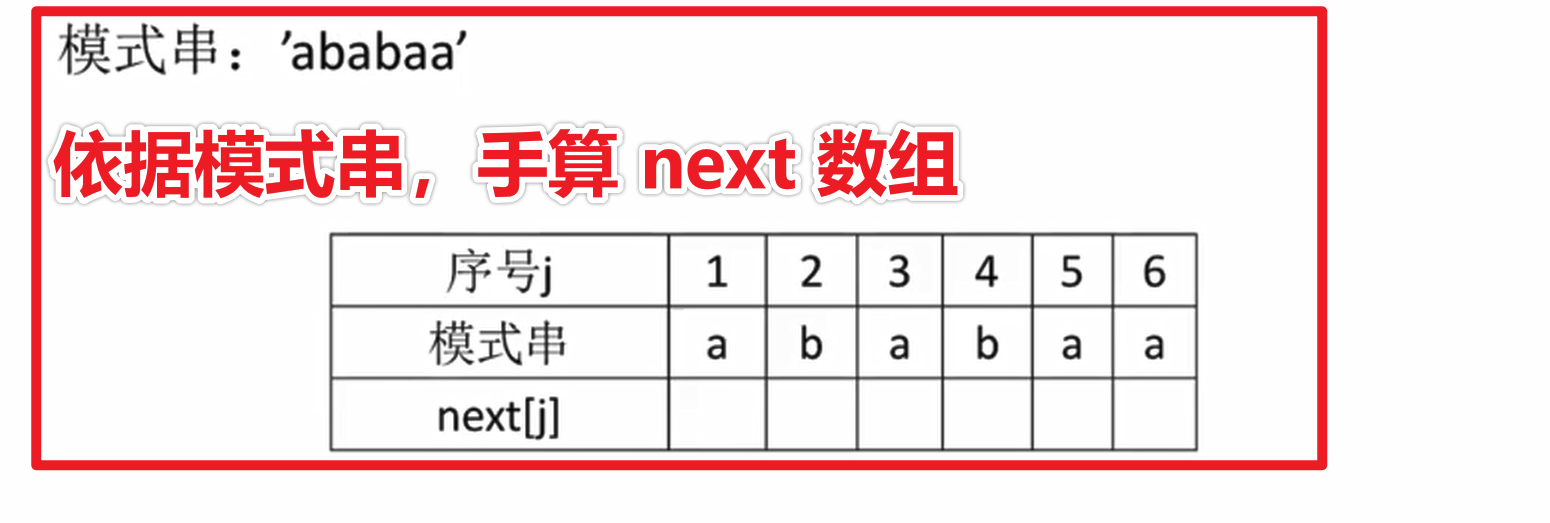 模式串：’ababaa’
依据模式串，手算 next 数组
序号j 1 2 3 4 5 6
模式串 a b a b a a
next[j]